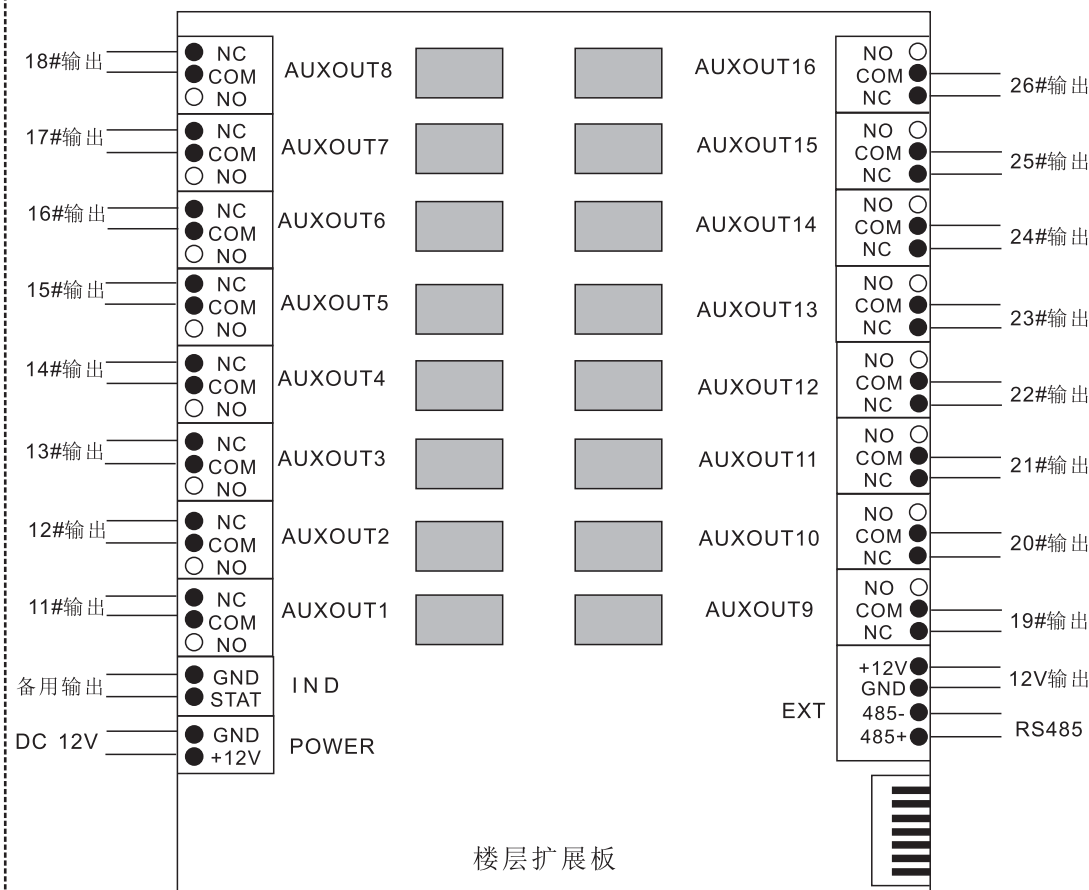 18#输出
NC
COM
NO
AUXOUT8
17#输出
NC
COM
NO
AUXOUT7
16#输出
NC
COM
NO
AUXOUT6
15#输出
NC
COM
NO
AUXOUT5
14#输出
NC
COM
NO
AUXOUT4
13#输出
NC
COM
NO
AUXOUT3
12#输出
NC
COM
NO
AUXOUT2
11#输出
NC
COM
NO
AUXOUT1
备用输出
GND
STAT
IND
DC 12V
GND
+12V
POWER
AUXOUT16
NO
COM
NC
26#输出
AUXOUT15
NO
COM
NC
25#输出
AUXOUT14
NO
COM
NC
24#输出
AUXOUT13
NO
COM
NC
23#输出
AUXOUT12
NO
COM
NC
22#输出
AUXOUT11
NO
COM
NC
21#输出
AUXOUT10
NO
COM
NC
20#输出
AUXOUT9
NO
COM
NC
19#输出
EXT
+12V
GND
485-
485+
12V输出
RS485
楼层扩展板